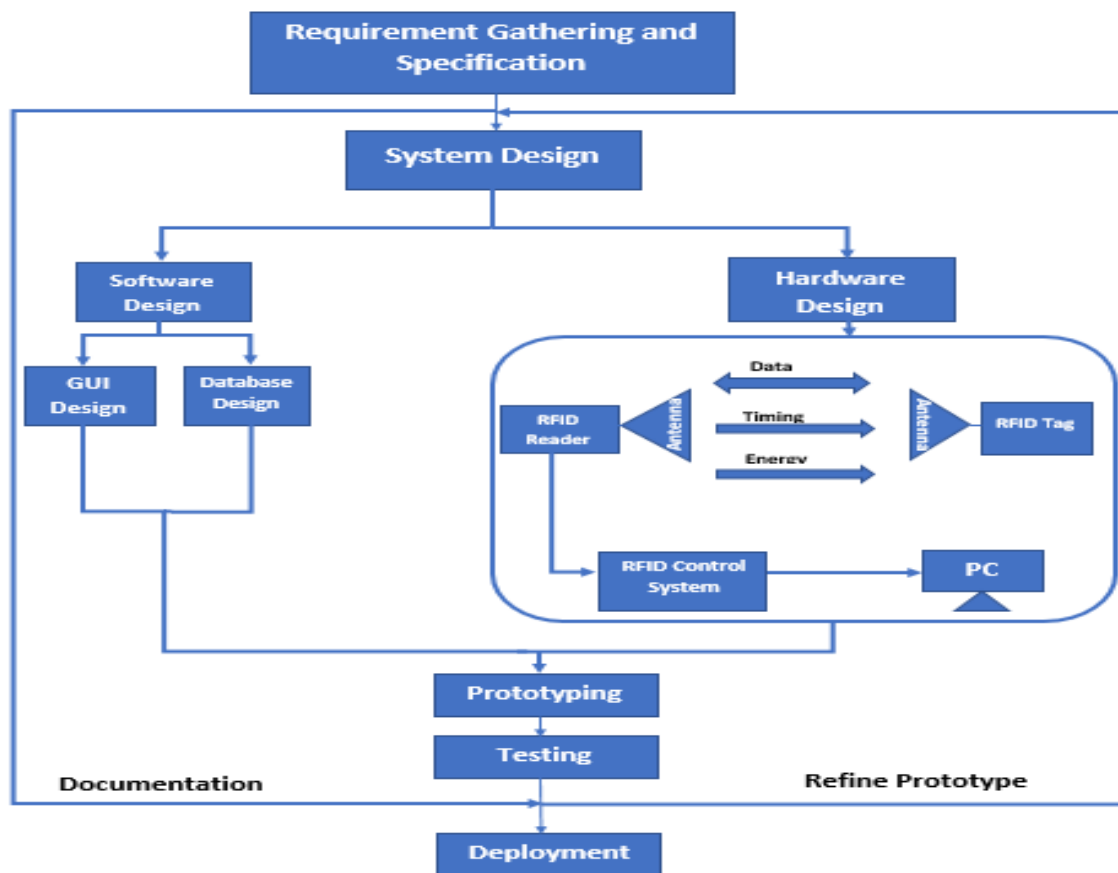 Requirement Gathering and
Specification
System Design
Software
Design
Hardware
Design
GUI
Design
Database
Design
Data
Timing
Energy
RFID
Reader
Antenna
Antenna
RFID Tag
RFID Control
System
PC
Prototyping
Testing
Documentation
Refine Prototype
Deployment